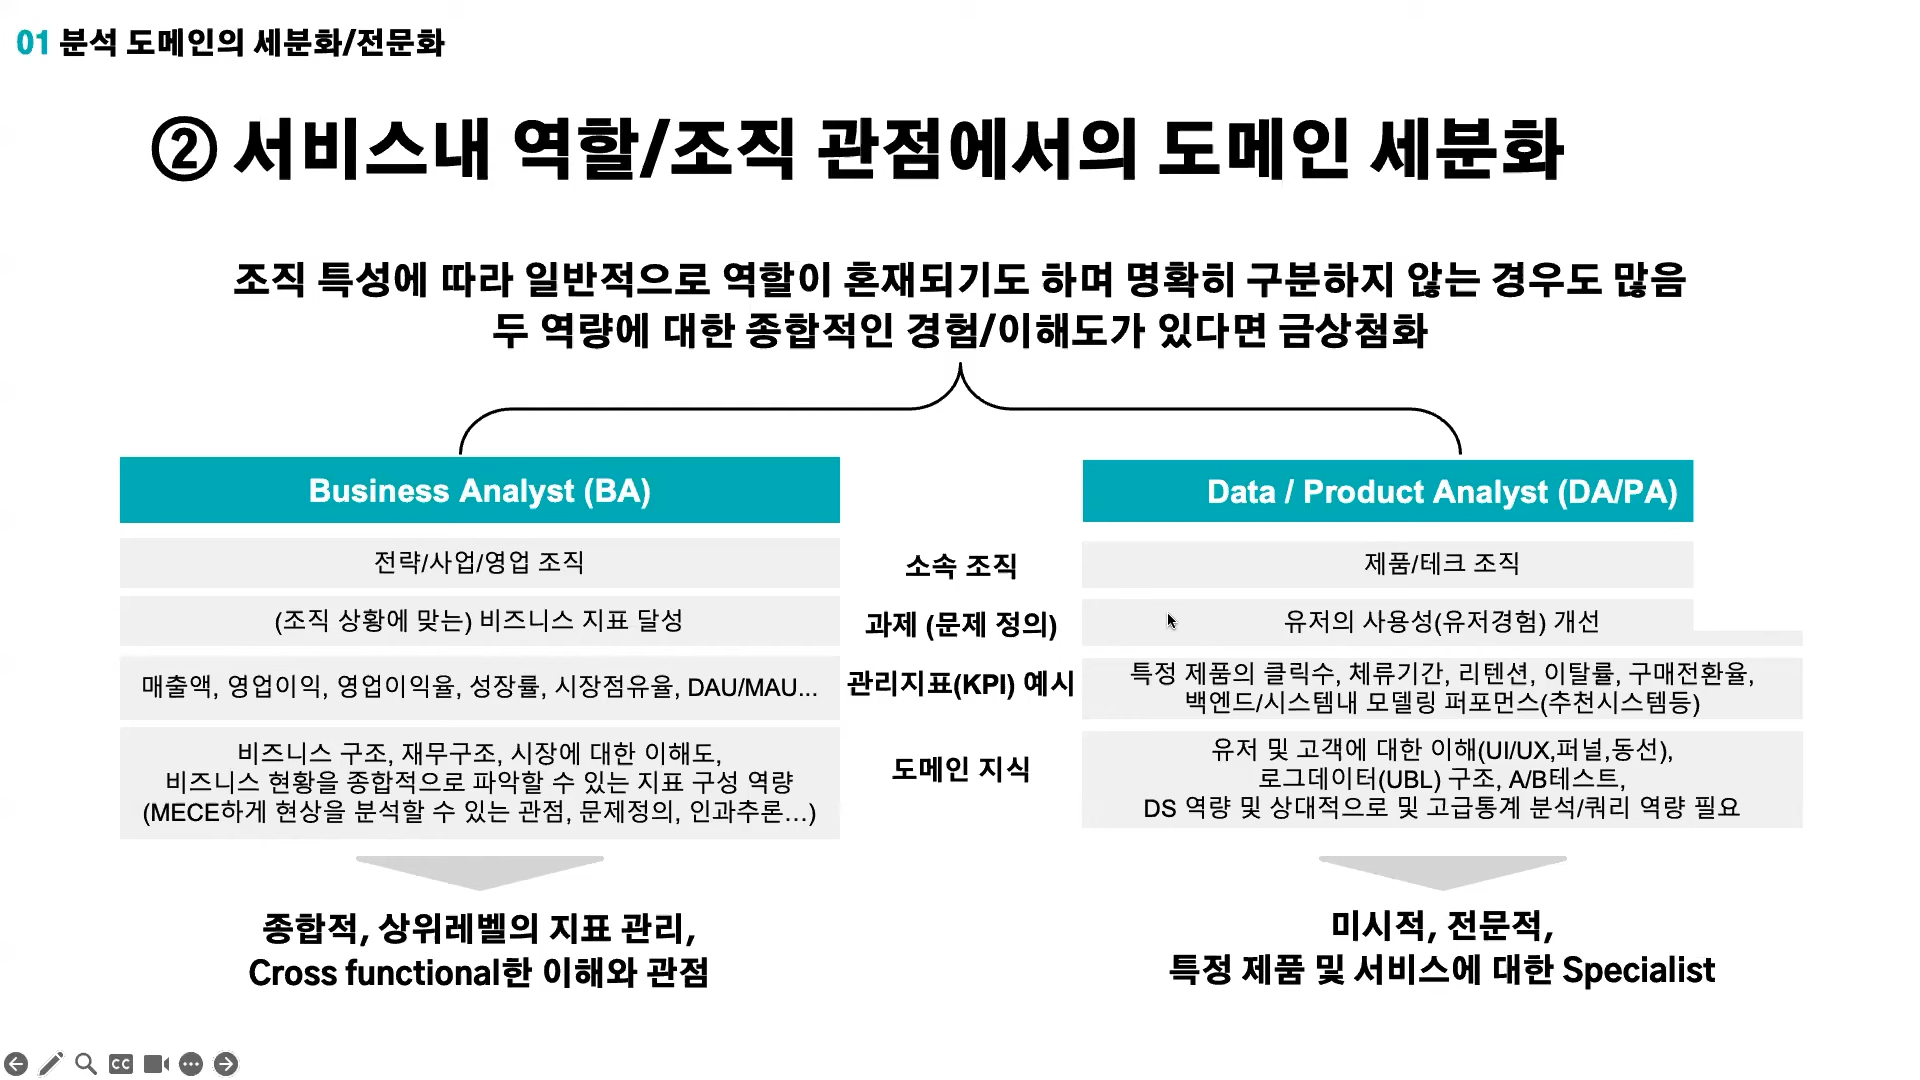 01 분석 도메인의 세분화/전문화
② 서비스내 역할/조직 관점에서의 도메인 세분화
조직 특성에 따라 일반적으로 역할이 혼재되기도 하며 명확히 구분하지 않는 경우도 많음
두 역량에 대한 종합적인 경험/이해도가 있다면 금상첨화
Business Analyst (BA)
Data / Product Analyst (DA/PA)
전략/사업/영업 조직
소속 조직
제품/테크 조직
(조직 상황에 맞는) 비즈니스 지표 달성
과제 (문제 정의)
유저의 사용성(유저경험) 개선
매출액, 영업이익, 영업이익율, 성장률, 시장점유율, DAU/MAU...
관리지표(KPI) 예시
특정 제품의 클릭수, 체류기간, 리텐션, 이탈률, 구매전환율,
백엔드/시스템내 모델링 퍼포먼스(추천시스템등)
비즈니스 구조, 재무구조, 시장에 대한 이해도,
비즈니스 현황을 종합적으로 파악할 수 있는 지표 구성 역량
(MECE하게 현상을 분석할 수 있는 관점, 문제정의, 인과추론…)
도메인 지식
유저 및 고객에 대한 이해(UI/UX,퍼널,동선),
로그데이터(UBL) 구조, A/B테스트,
DS 역량 및 상대적으로 및 고급통계 분석/쿼리 역량 필요
종합적, 상위레벨의 지표 관리,
Cross functional한 이해와 관점
미시적, 전문적,
특정 제품 및 서비스에 대한 Specialist
CC